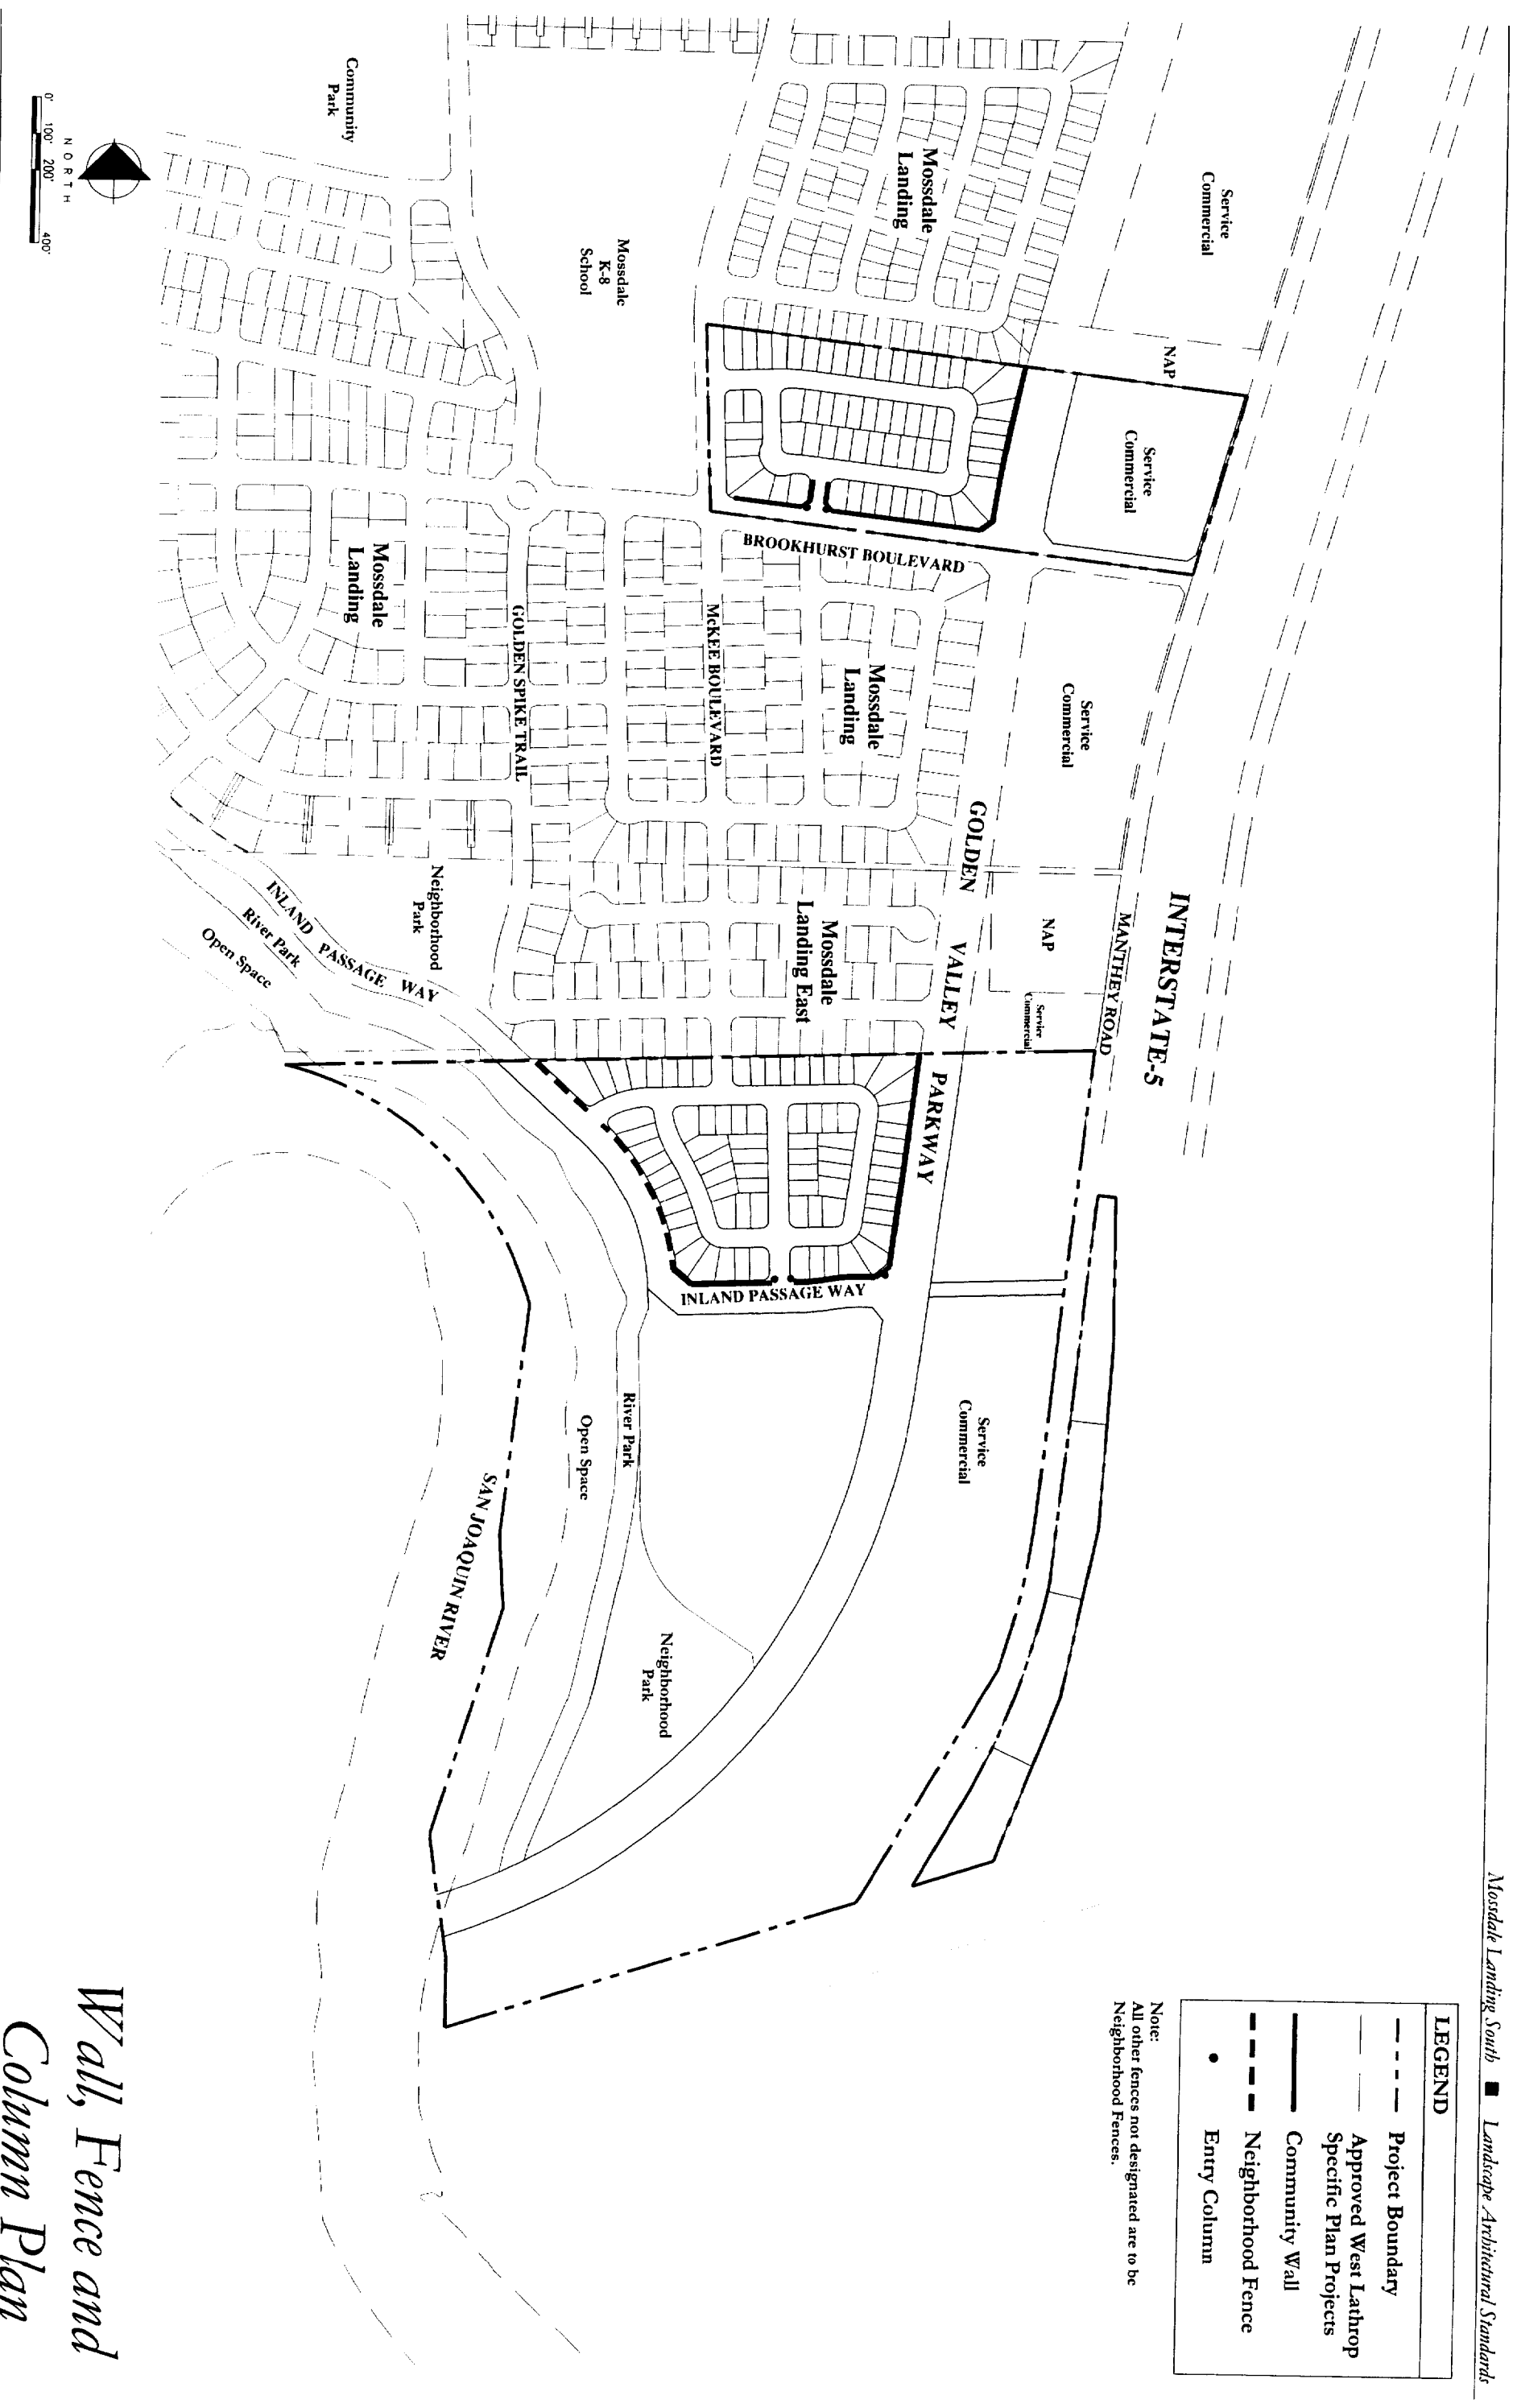 Mossdale Landing South ■ Landscape Architectural Standards
LEGEND
Project Boundary
Approved West Lathrop
Specific Plan Projects
Community Wall
Neighborhood Fence
Entry Column
Note:
All other fences not designated are to be
Neighborhood Fences.
Service
Commercial
NAP
Service
Commercial
Service
Commercial
INTERSTATE-5
MANTHEY ROAD
NAP
Service
Commercial
GOLDEN
VALLEY
PARKWAY
Service
Commercial
Mossdale
Landing
BROOKHURST BOULEVARD
Mossdale
Landing
Mossdale
Landing East
McKEE BOULEVARD
INLAND PASSAGE WAY
Mossdale
K-8
School
GOLDEN SPIKE TRAIL
River Park
Open Space
Neighborhood
Park
SAN JOAQUIN RIVER
Community
Park
Mossdale
Landing
Neighborhood
Park
INLAND PASSAGE WAY
River Park
Open Space
NORTH
0' 100' 200' 400'
Wall, Fence and
Column Plan